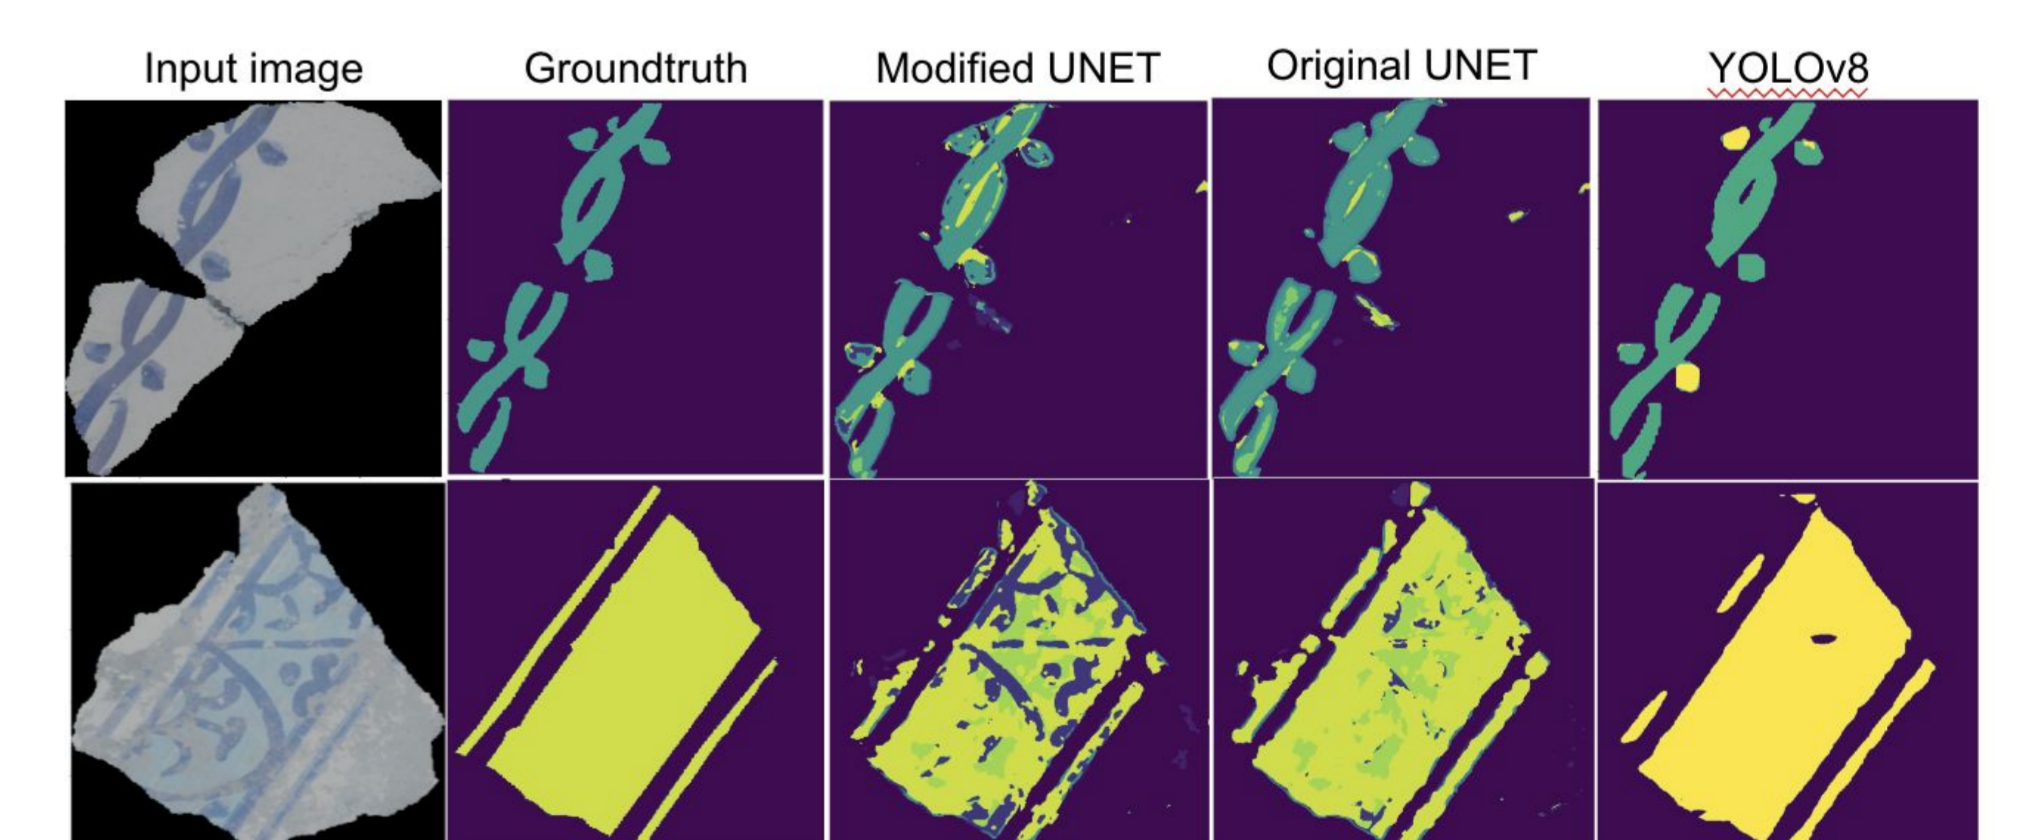 Input image
Groundtruth
Modified UNET
Original UNET
YOLOv8